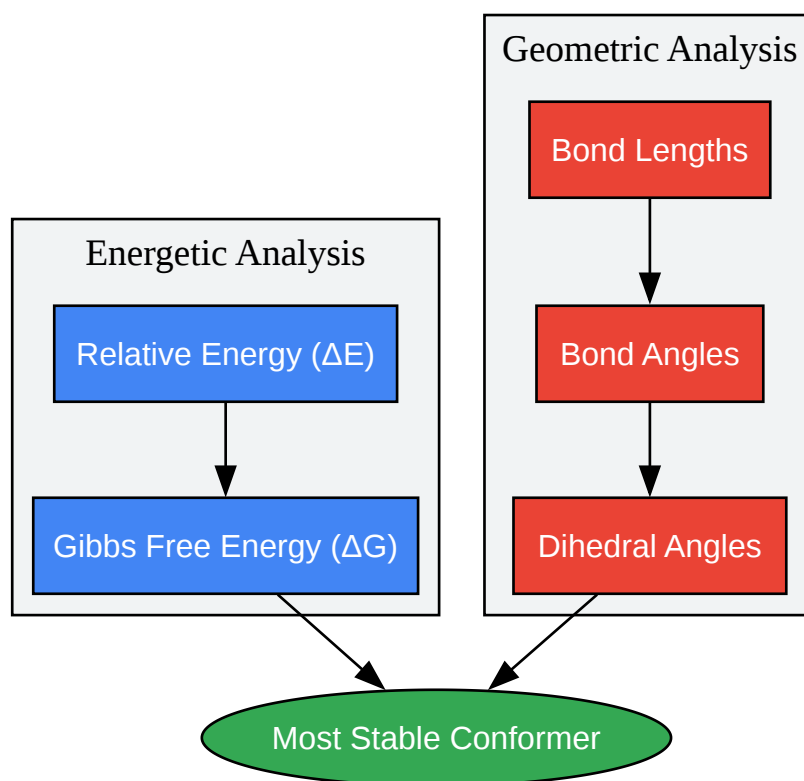 Geometric Analysis
Bond Lengths
Energetic Analysis
Relative Energy (ΔE)
Bond Angles
Gibbs Free Energy (ΔG)
Dihedral Angles
Most Stable Conformer